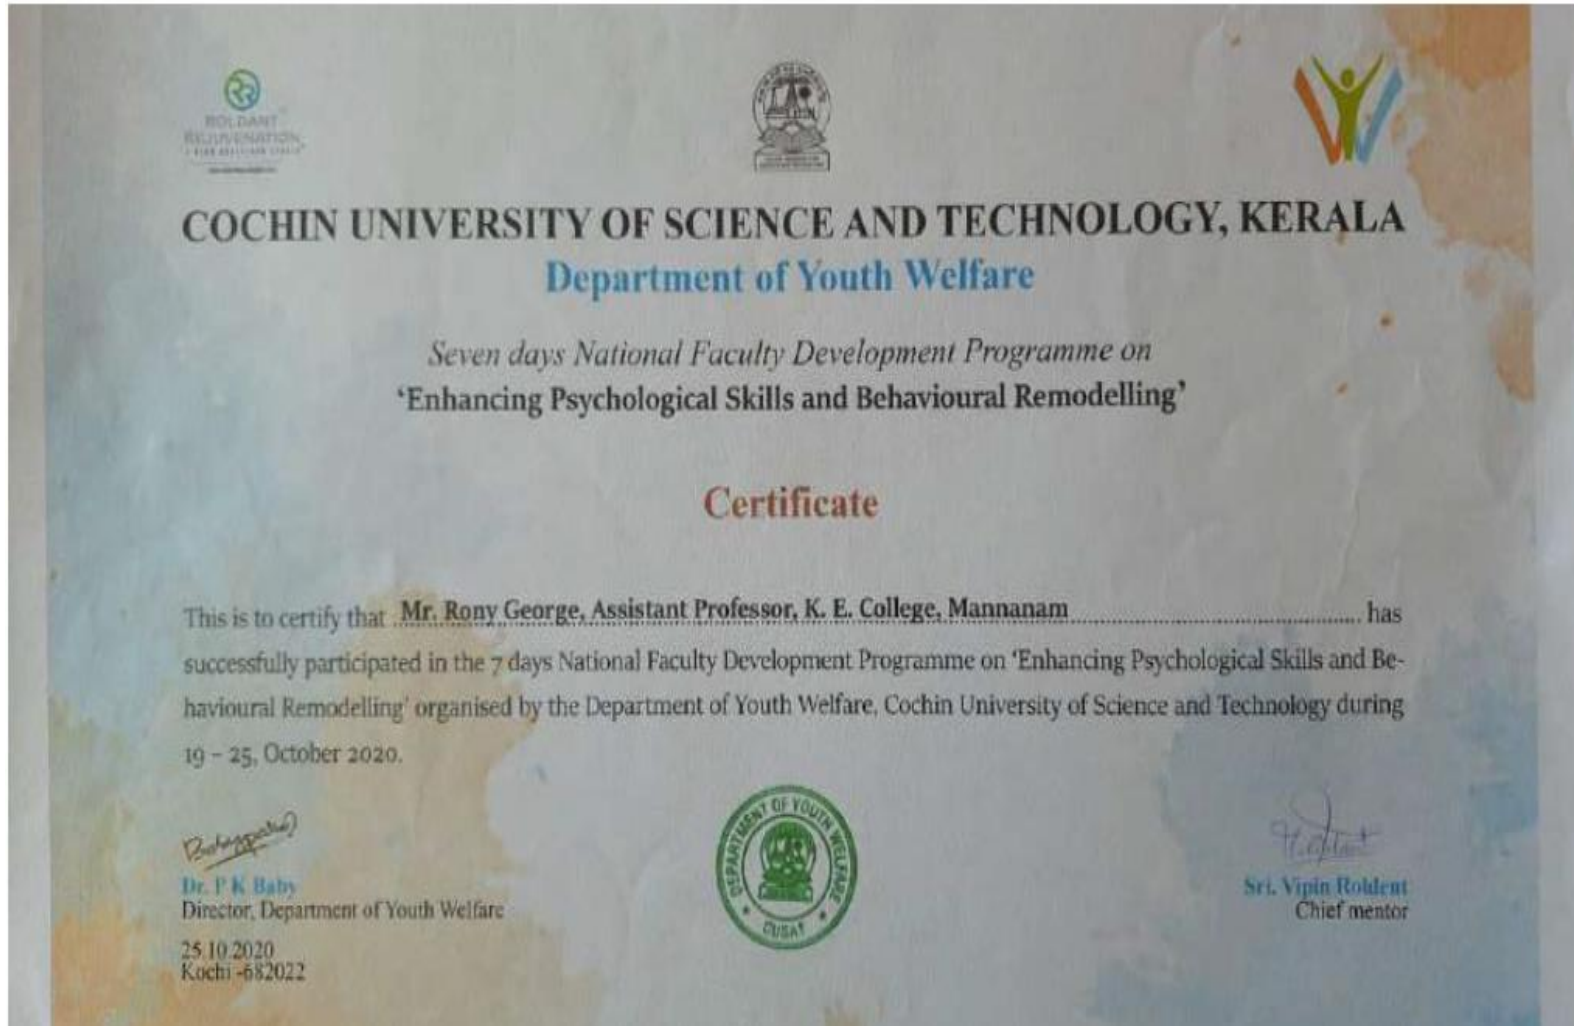 ROLDANT
REJUVENATION
COCHIN UNIVERSITY OF SCIENCE AND TECHNOLOGY, KERALA
Department of Youth Welfare
Seven days National Faculty Development Programme on
‘Enhancing Psychological Skills and Behavioural Remodelling’
Certificate
This is to certify that Mr. Rony George, Assistant Professor, K. E. College, Mannanam has
successfully participated in the 7 days National Faculty Development Programme on ‘Enhancing Psychological Skills and Be-
havioural Remodelling’ organised by the Department of Youth Welfare, Cochin University of Science and Technology during
19 – 25, October 2020.
DEPARTMENT OF YOUTH WELFARE
CUSAT
Dr. P K Baby
Director, Department of Youth Welfare
25.10.2020
Kochi -682022
Sri. Vipin Roldent
Chief mentor